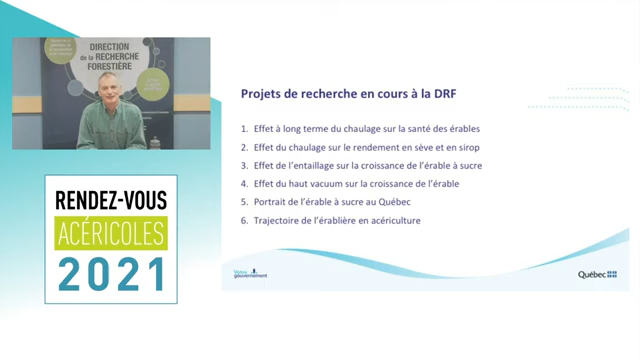 DIRECTION
de la RECHERCHE
FORESTIÈRE
RENDEZ-VOUS
ACÉRICOLES
2021
Projets de recherche en cours à la DRF
1. Effet à long terme du chaulage sur la santé des érables
2. Effet du chaulage sur le rendement en sève et en sirop
3. Effet de l'entaillage sur la croissance de l'érable à sucre
4. Effet du haut vacuum sur la croissance de l'érable
5. Portrait de l'érable à sucre au Québec
6. Trajectoire de l'érablière en acériculture
Votre
gouvernement
Québec